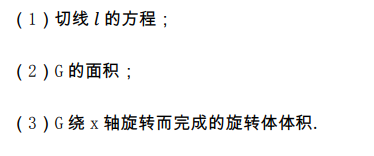 (1)切线 l 的方程;
(2)G 的面积;
(3)G 绕 x 轴旋转而完成的旋转体体积.